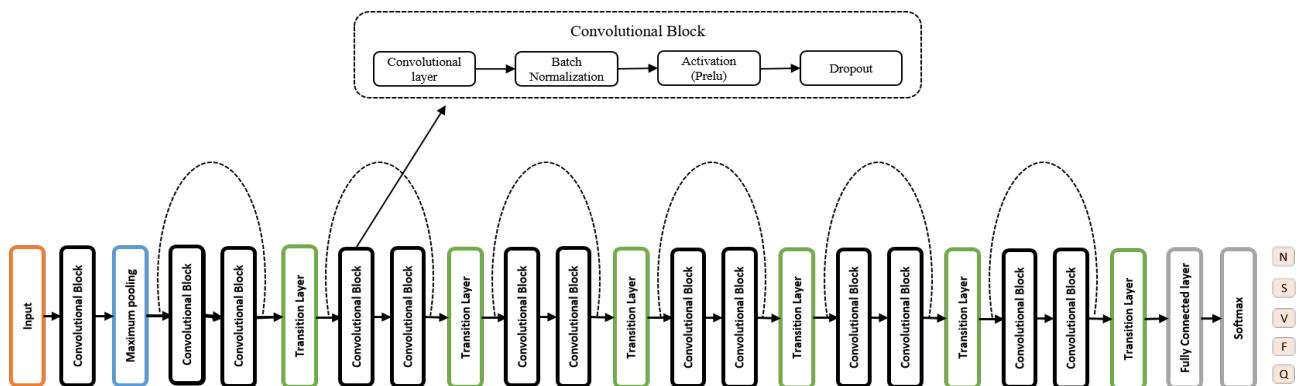 Convolutional Block
Convolutional
layer
Batch
Normalization
Activation
(Prelu)
Dropout
Input
Convolutional Block
Maximum pooling
Convolutional Block
Convolutional Block
Transition Layer
Convolutional Block
Convolutional Block
Transition Layer
Convolutional Block
Convolutional Block
Transition Layer
Convolutional Block
Convolutional Block
Transition Layer
Convolutional Block
Convolutional Block
Transition Layer
Convolutional Block
Convolutional Block
Transition Layer
Fully Connected layer
Softmax
N
S
V
F
Q